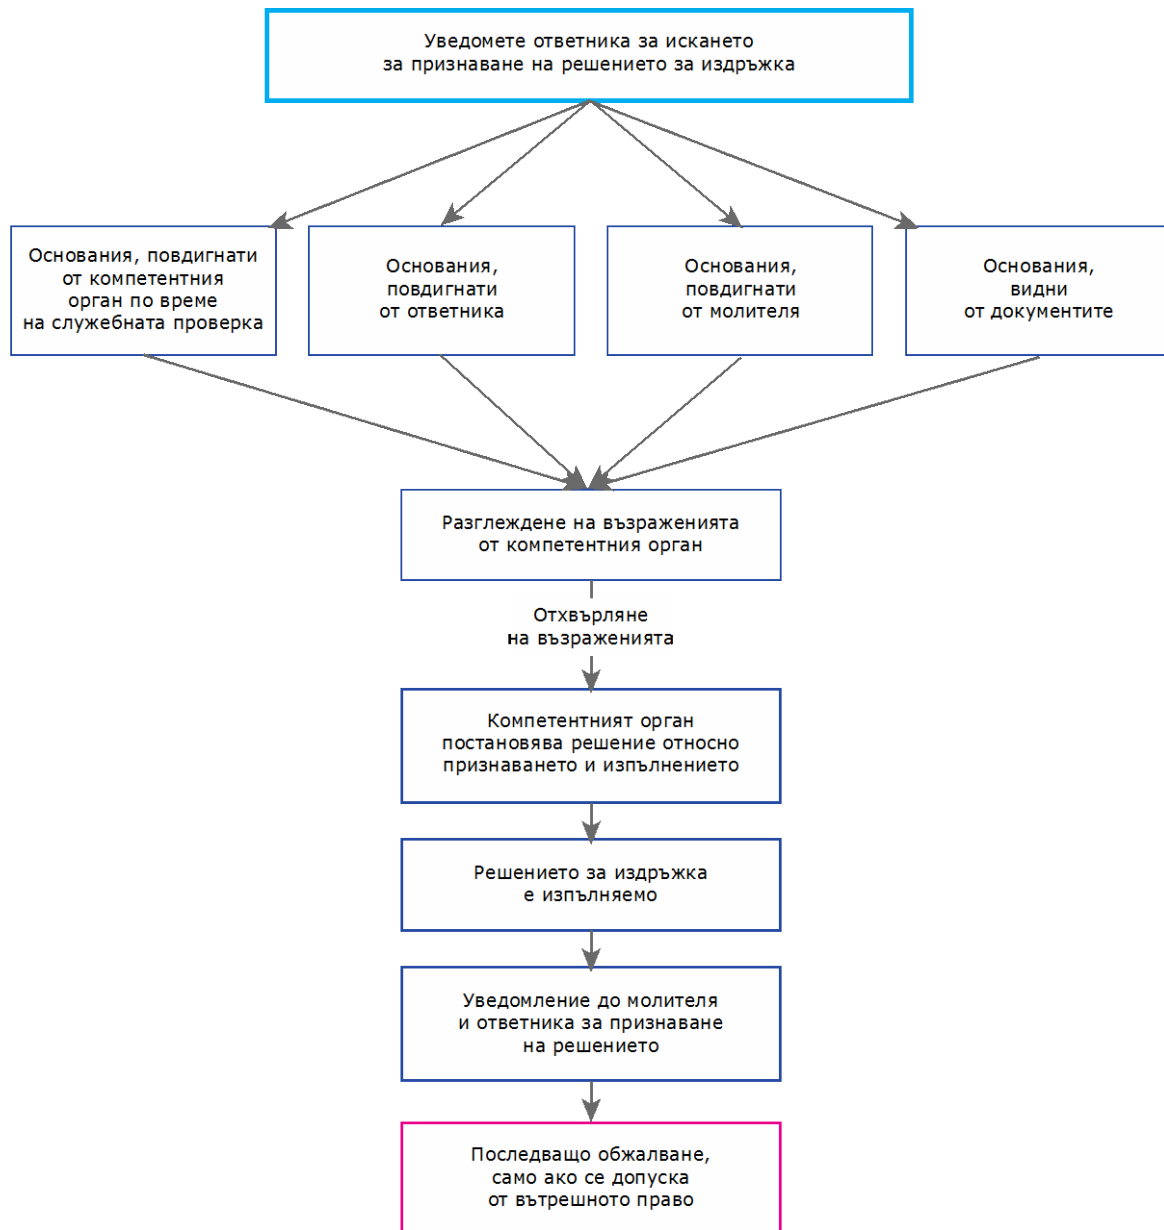 Уведомете ответника за искането
за признаване на решението за издръжка
Основания, повдигнати
от компетентния
орган по време
на служебната проверка
Основания,
повдигнати
от ответника
Основания,
повдигнати
от молителя
Основания,
видни
от документите
Разглеждене на възраженията
от компетентния орган
Отхвърляне
на възраженията
Компетентният орган
постановява решение относно
признаването и изпълнението
Решението за издръжка
е изпълняемо
Уведомление до молителя
и ответника за признаване
на решението
Последващо обжалване,
само ако се допуска
от вътрешното право